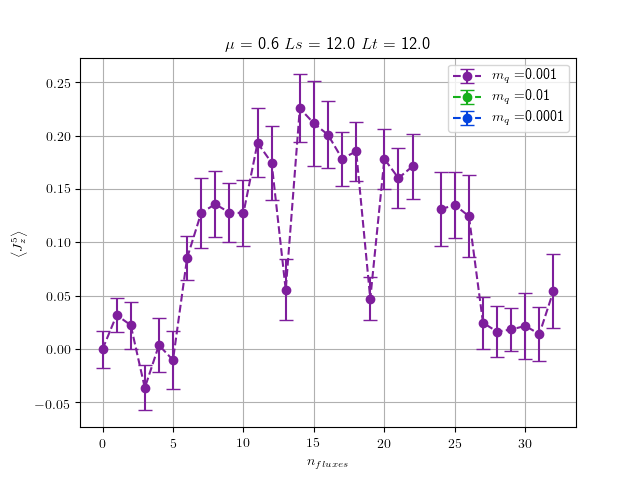 μ = 0.6 Ls = 12.0 Lt = 12.0
m_q =0.001
m_q =0.01
m_q =0.0001
⟨J_z^5⟩
0.25
0.20
0.15
0.10
0.05
0.00
−0.05
0 5 10 15 20 25 30
n_fluxes